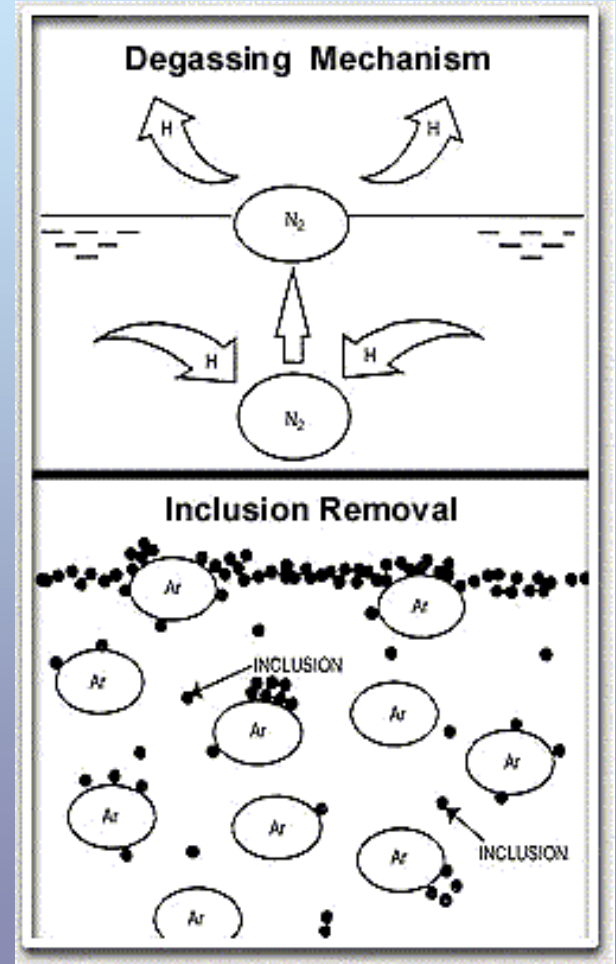 Degassing Mechanism
H
H
N₂
H
H
N₂
Inclusion Removal
Ar
Ar
INCLUSION
Ar
Ar
Ar
Ar
Ar
Ar
Ar
INCLUSION
Ar